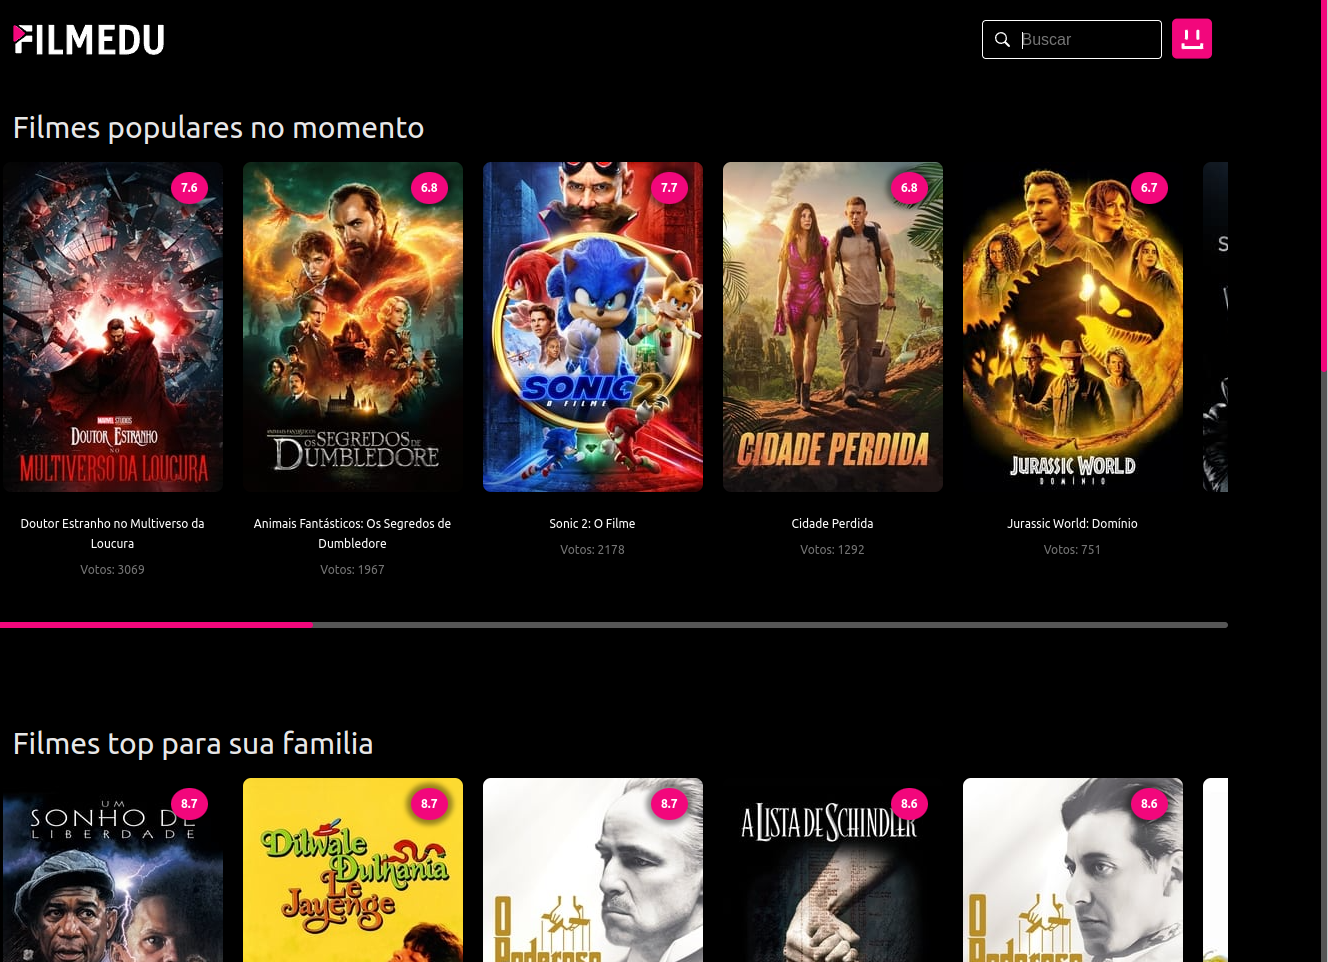 FILMEDU
Buscar
Filmes populares no momento
7.6
6.8
7.7
6.8
6.7
MARVEL STUDIOS
DOUTOR ESTRANHO
NO
MULTIVERSO DA LOUCURA
ANIMAIS FANTÁSTICOS:
OS SEGREDOS DE
DUMBLEDORE
SONIC 2
O FILME
CIDADE PERDIDA
JURASSIC WORLD
DOMÍNIO
S
Doutor Estranho no Multiverso da
Loucura
Votos: 3069
Animais Fantásticos: Os Segredos de
Dumbledore
Votos: 1967
Sonic 2: O Filme
Votos: 2178
Cidade Perdida
Votos: 1292
Jurassic World: Domínio
Votos: 751
Filmes top para sua familia
8.7
8.7
8.7
8.6
8.6
UM
SONHO DE
LIBERDADE
Dilwale
Dulhania
Le
Jayenge
O
Poderoso
A LISTA DE SCHINDLER
O
Poderoso